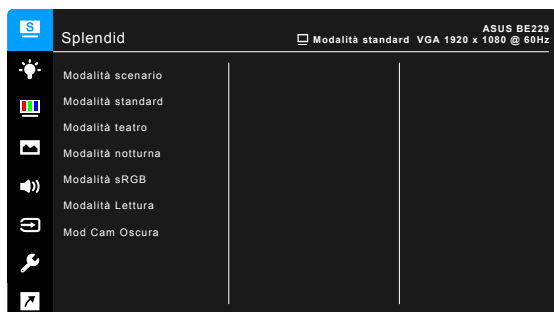 S
ASUS BE229
Splendid
Modalità standard VGA 1920 x 1080 @ 60Hz
Modalità scenario
Modalità standard
Modalità teatro
Modalità notturna
Modalità sRGB
Modalità Lettura
Mod Cam Oscura